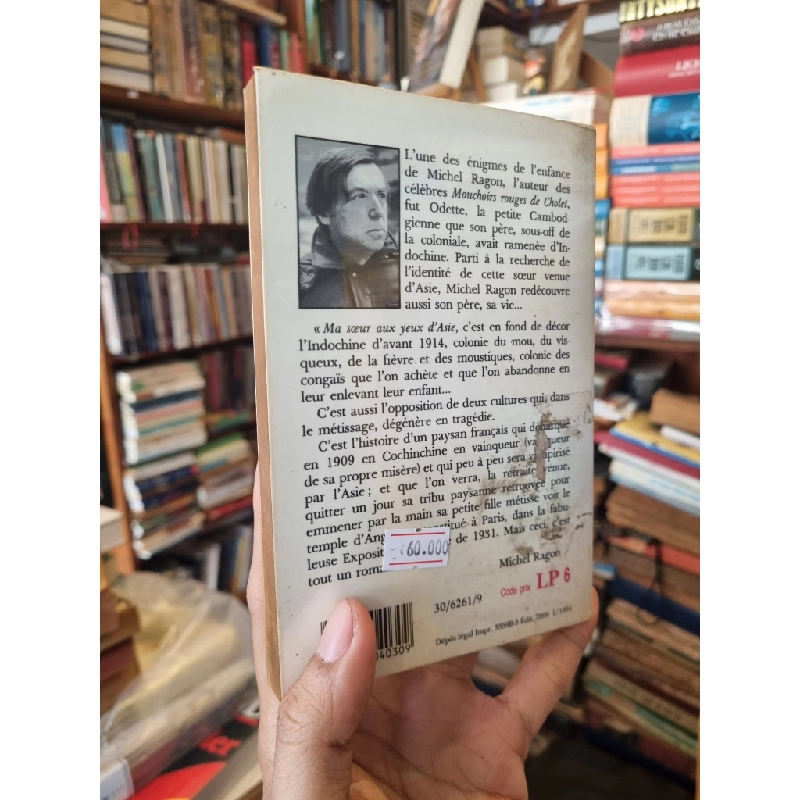 L'une des énigmes de l'enfance
de Michel Ragon, l'auteur des
célèbres Mouchoirs rouges de Cholet,
fut Odette, la petite Cambod-
gienne que son père, sous-off de
la coloniale, avait ramenée d'In-
dochine. Parti à la recherche de
l'identité de cette sœur venue
d'Asie, Michel Ragon redécouvre
aussi son père, sa vie...
« Ma sœur aux yeux d'Asie, c'est en fond de décor
l'Indochine d'avant 1914, colonie du mou, du vis-
queux, de la fièvre et des moustiques, colonie des
congaïs que l'on achète et que l'on abandonne en
leur enlevant leur enfant...
C'est aussi l'opposition de deux cultures qui, dans
le métissage, dégénère en tragédie.
C'est l'histoire d'un paysan français qui débarque
en 1909 en Cochinchine en vainqueur
de sa propre misère) et qui peu à peu sera
par l'Asie ; et que l'on verra, la retraite venue,
quitter un jour sa tribu paysanne retrouvée pour
emmener par la main sa petite fille métisse voir le
temple d'Ang à Paris, dans la fabu-
leuse Exposit de 1931. Mais ceci, c'est
tout un roma
60.000
Michel Ragon
30/6261/9
Code prix LP 6
040309